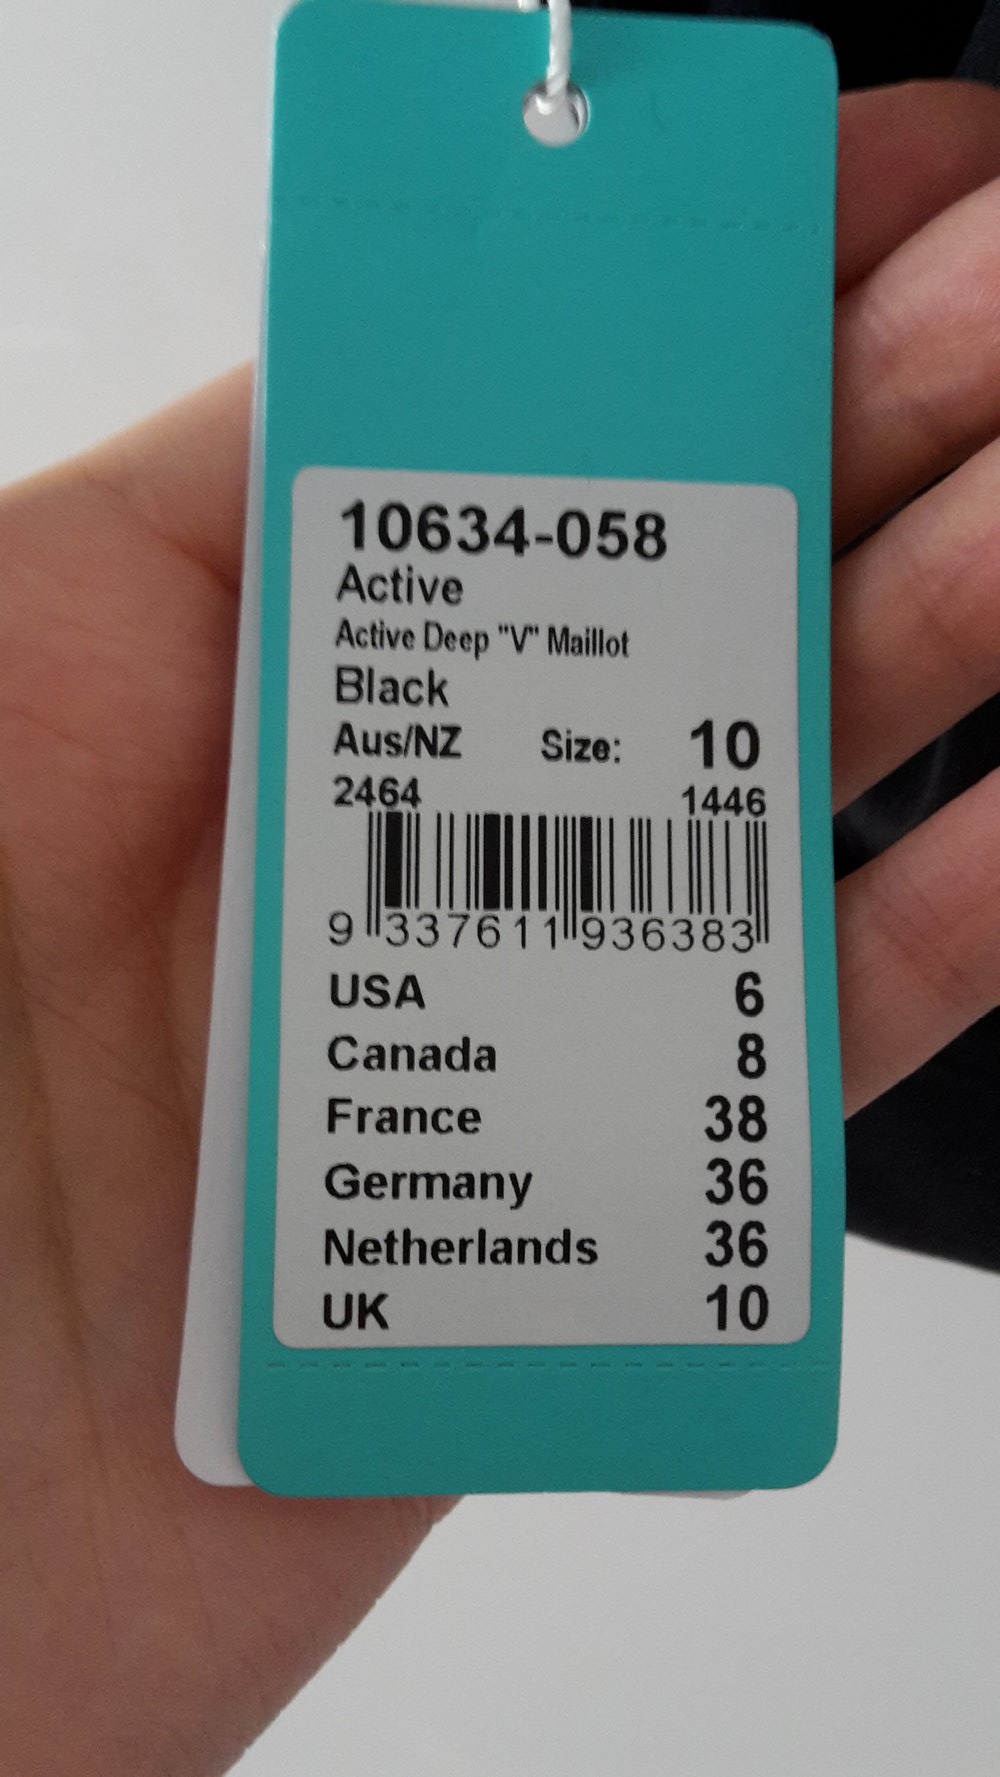 10634-058
Active
Active Deep "V" Maillot
Black
Aus/NZ Size: 10
2464 1446
9 337611 936383
USA 6
Canada 8
France 38
Germany 36
Netherlands 36
UK 10